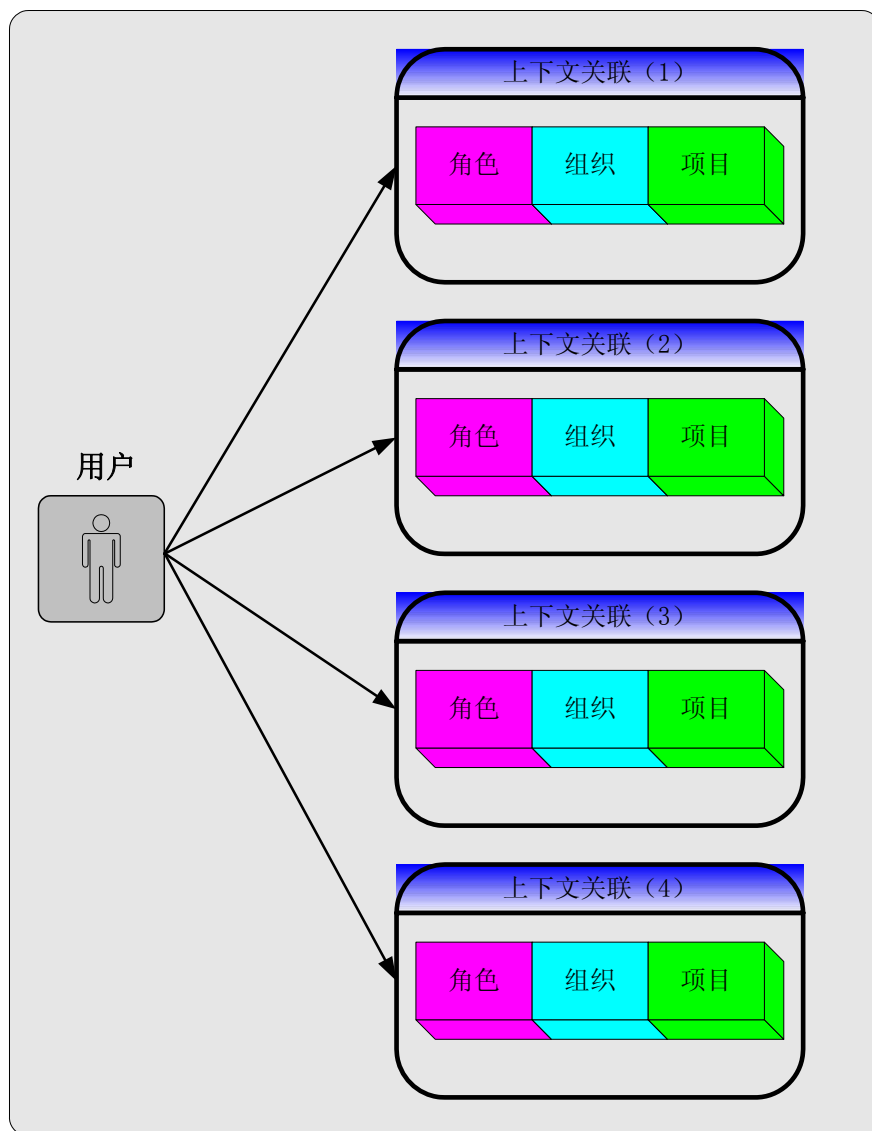 上下文关联（1）
角色 组织 项目
上下文关联（2）
角色 组织 项目
用户
上下文关联（3）
角色 组织 项目
上下文关联（4）
角色 组织 项目